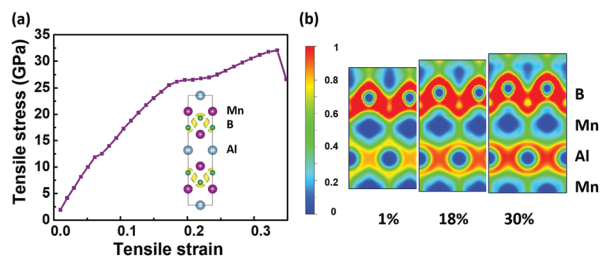 (a)
Tensile stress (GPa)
35
30
25
20
15
10
5
0
0.0 0.1 0.2 0.3
Tensile strain
Mn
B
Al
(b)
1
0.8
0.6
0.4
0.2
0
B
Mn
Al
Mn
1% 18% 30%